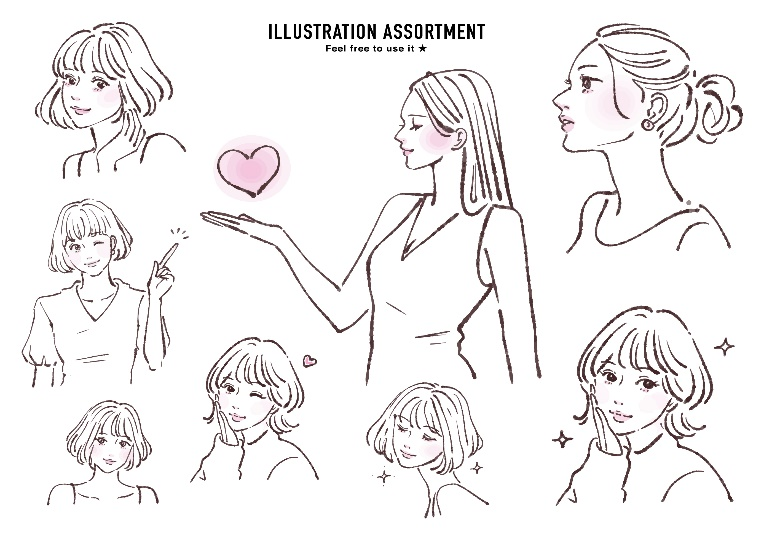 ILLUSTRATION ASSORTMENT
Feel free to use it ★